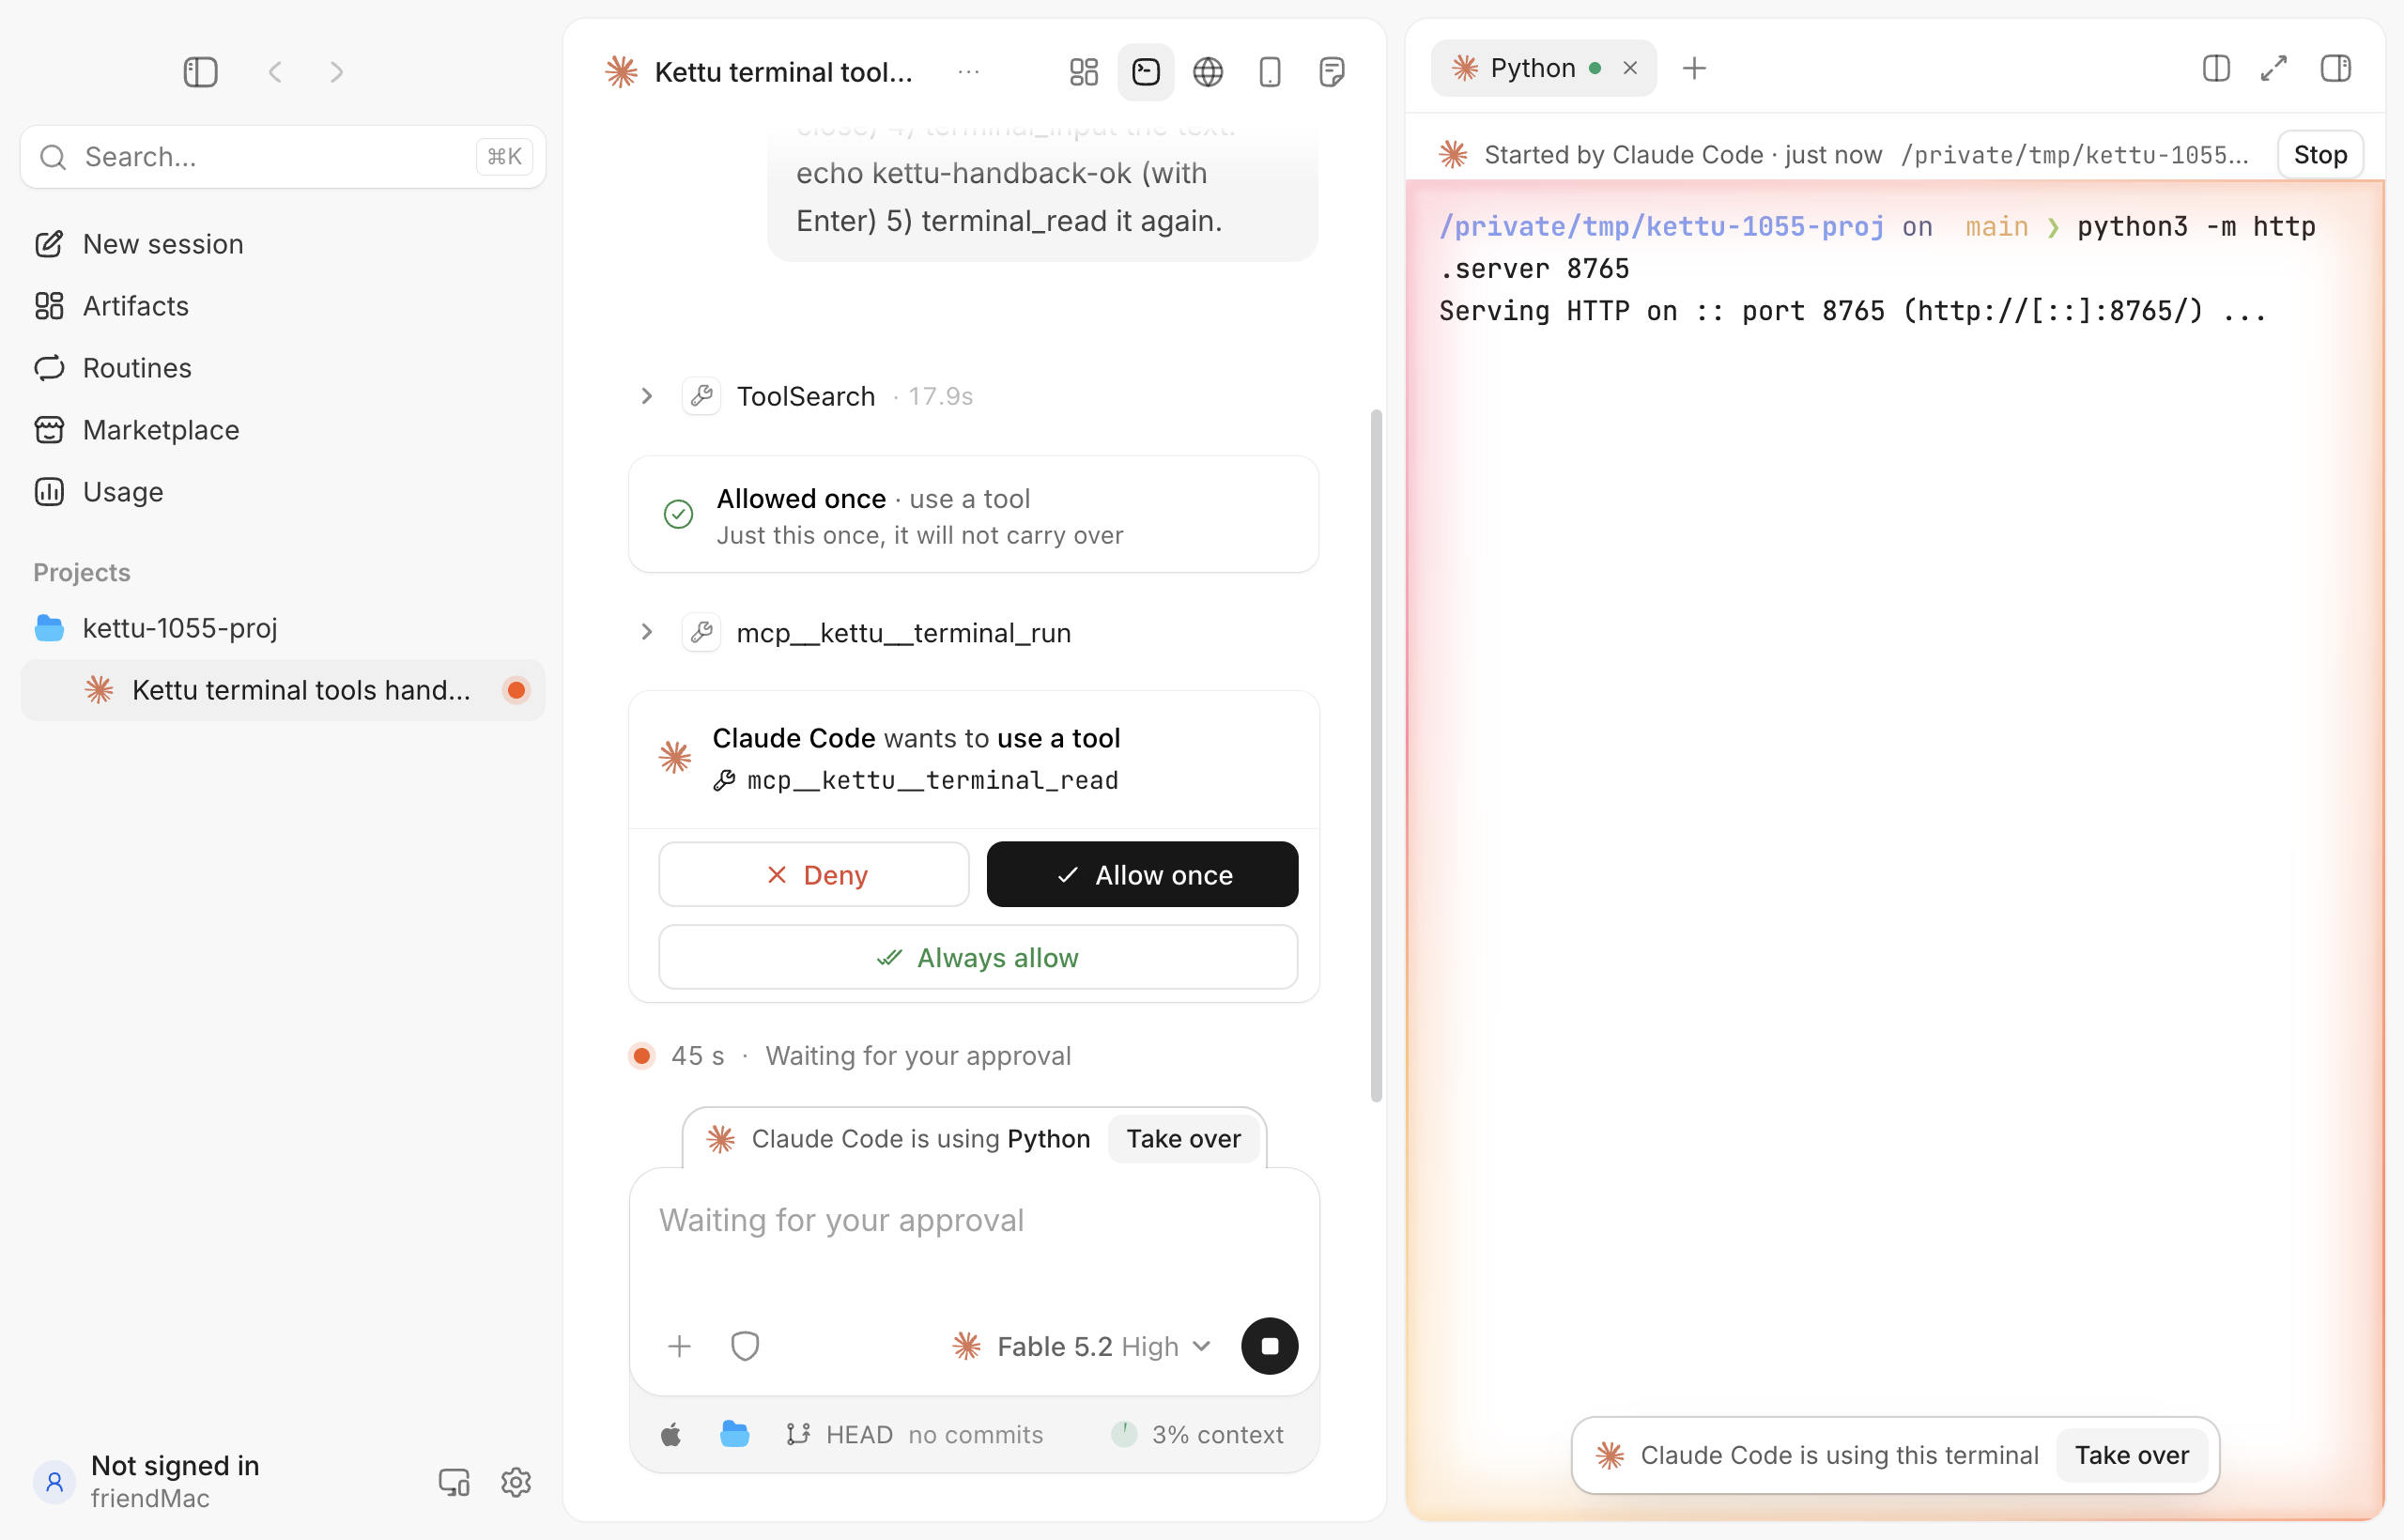 Search...
⌘K
New session
Artifacts
Routines
Marketplace
Usage
Projects
kettu-1055-proj
Kettu terminal tools hand...
Not signed in
friendMac
Kettu terminal tool...
close) 4) terminal_input the text:
echo kettu-handback-ok (with
Enter) 5) terminal_read it again.
ToolSearch · 17.9s
Allowed once · use a tool
Just this once, it will not carry over
mcp__kettu__terminal_run
Claude Code wants to use a tool
mcp__kettu__terminal_read
Deny
Allow once
Always allow
45 s · Waiting for your approval
Claude Code is using Python
Take over
Waiting for your approval
Fable 5.2 High
HEAD no commits
3% context
Python
Started by Claude Code · just now /private/tmp/kettu-1055...
Stop
/private/tmp/kettu-1055-proj on main ❯ python3 -m http
.server 8765
Serving HTTP on :: port 8765 (http://[::]:8765/) ...
Claude Code is using this terminal
Take over